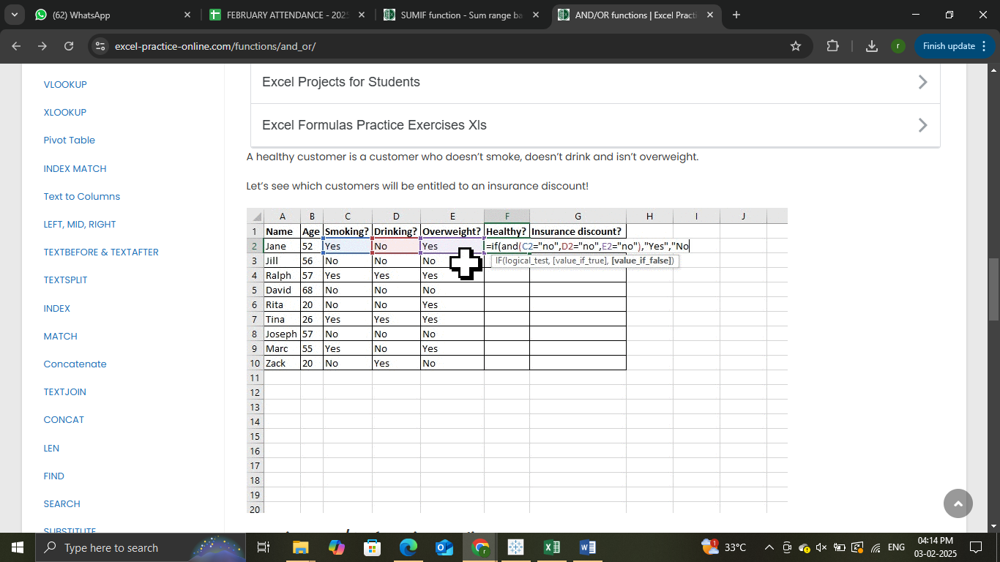 (62) WhatsApp
FEBRUARY ATTENDANCE - 2025
SUMIF function - Sum range ba
AND/OR functions | Excel Practi
excel-practice-online.com/functions/and_or/
r
Finish update
VLOOKUP
XLOOKUP
Pivot Table
INDEX MATCH
Text to Columns
LEFT, MID, RIGHT
TEXTBEFORE & TEXTAFTER
TEXTSPLIT
INDEX
MATCH
Concatenate
TEXTJOIN
CONCAT
LEN
FIND
SEARCH
SUBSTITUTE
Excel Projects for Students
Excel Formulas Practice Exercises Xls
A healthy customer is a customer who doesn't smoke, doesn't drink and isn't overweight.
Let's see which customers will be entitled to an insurance discount!
A B C D E F G H I J
1 Name Age Smoking? Drinking? Overweight? Healthy? Insurance discount?
2 Jane 52 Yes No Yes =if(and(C2="no",D2="no",E2="no"),"Yes","No
IF(logical_test, [value_if_true], [value_if_false])
3 Jill 56 No No No
4 Ralph 57 Yes Yes Yes
5 David 68 No No No
6 Rita 20 No No Yes
7 Tina 26 Yes Yes Yes
8 Joseph 57 No No No
9 Marc 55 Yes No Yes
10 Zack 20 No Yes No
11
12
13
14
15
16
17
18
19
20
Type here to search
1
33°C
ENG
04:14 PM
03-02-2025